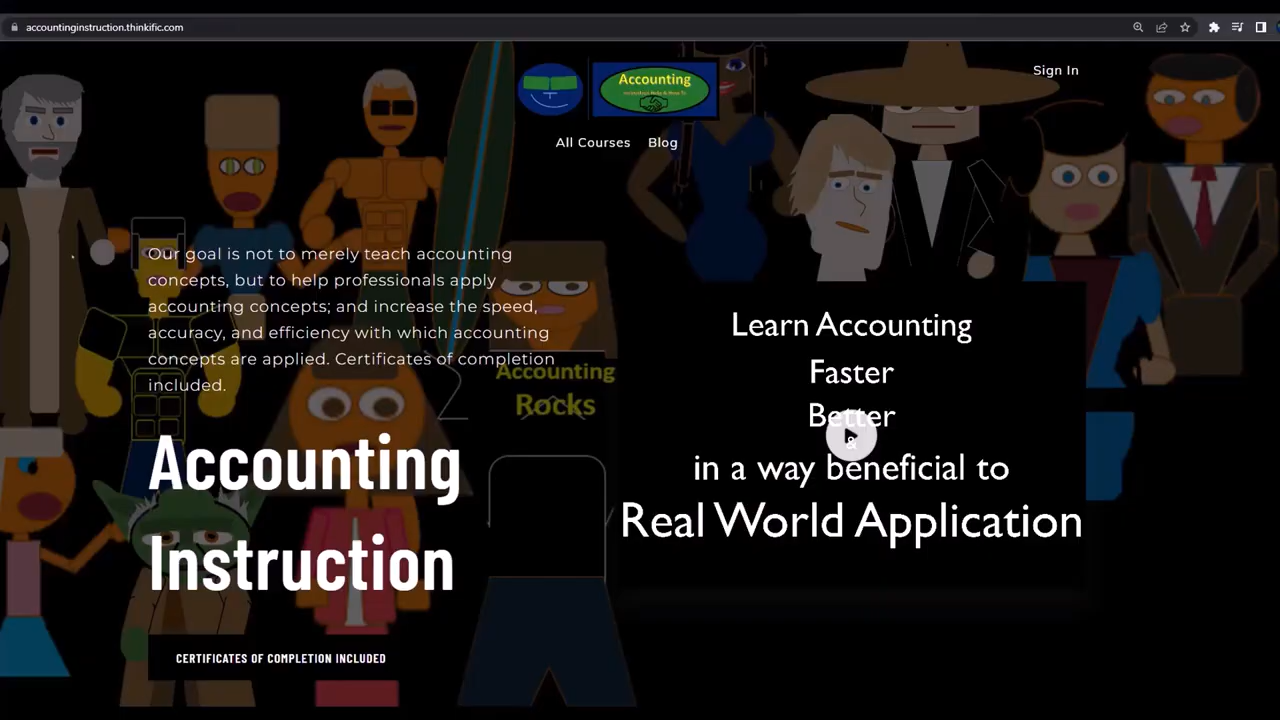 accountinginstruction.thinkific.com
Sign In
Accounting
All Courses
Blog
Our goal is not to merely teach accounting
concepts, but to help professionals apply
accounting concepts; and increase the speed,
accuracy, and efficiency with which accounting
concepts are applied. Certificates of completion
included.
Accounting
Rocks
Accounting
Instruction
CERTIFICATES OF COMPLETION INCLUDED
Learn Accounting
Faster
Better
&
in a way beneficial to
Real World Application